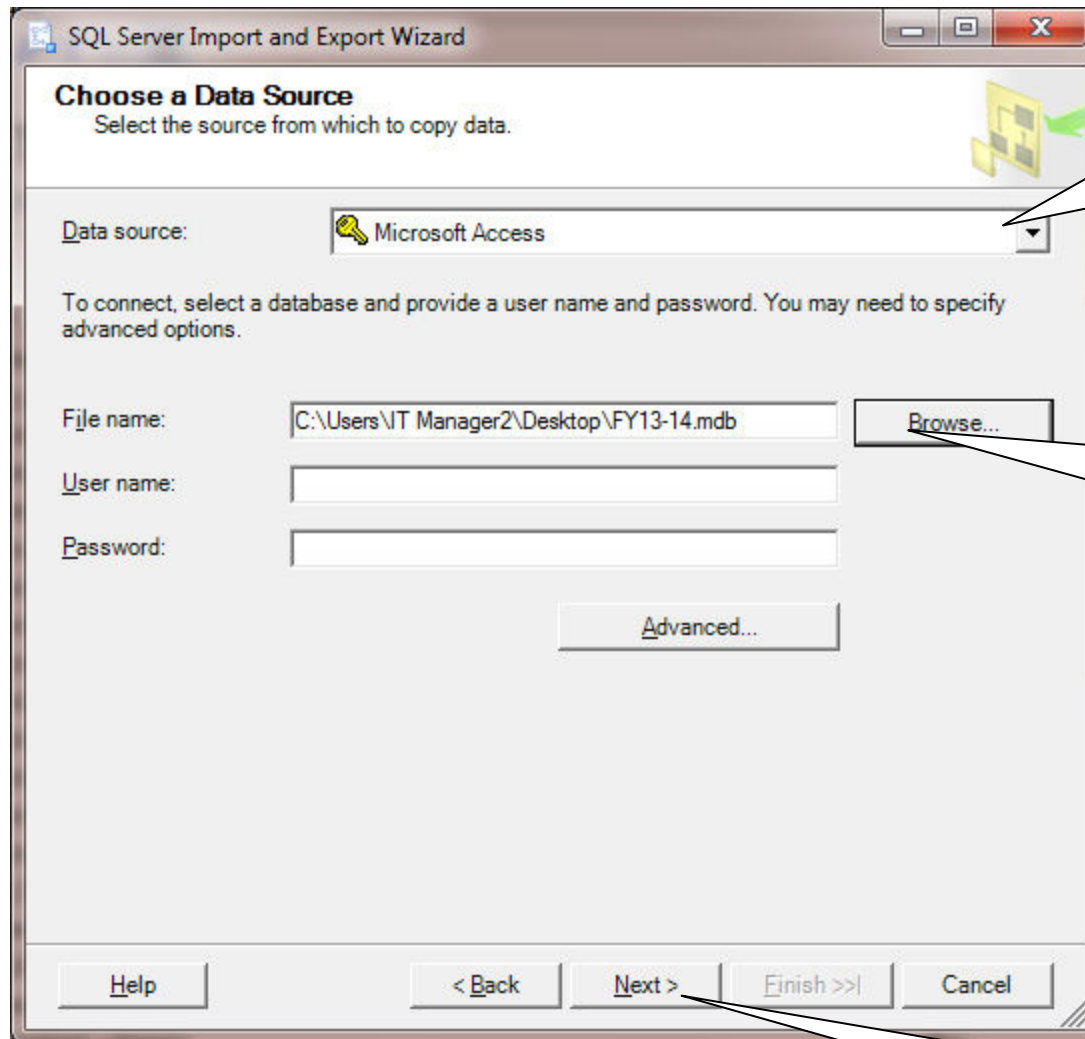 SQL Server Import and Export Wizard
Choose a Data Source
Select the source from which to copy data.
Data source:
Microsoft Access
To connect, select a database and provide a user name and password. You may need to specify
advanced options.
File name:
C:\Users\IT Manager2\Desktop\FY13-14.mdb
Browse...
User name:
Password:
Advanced...
Help
< Back
Next >
Finish >>|
Cancel